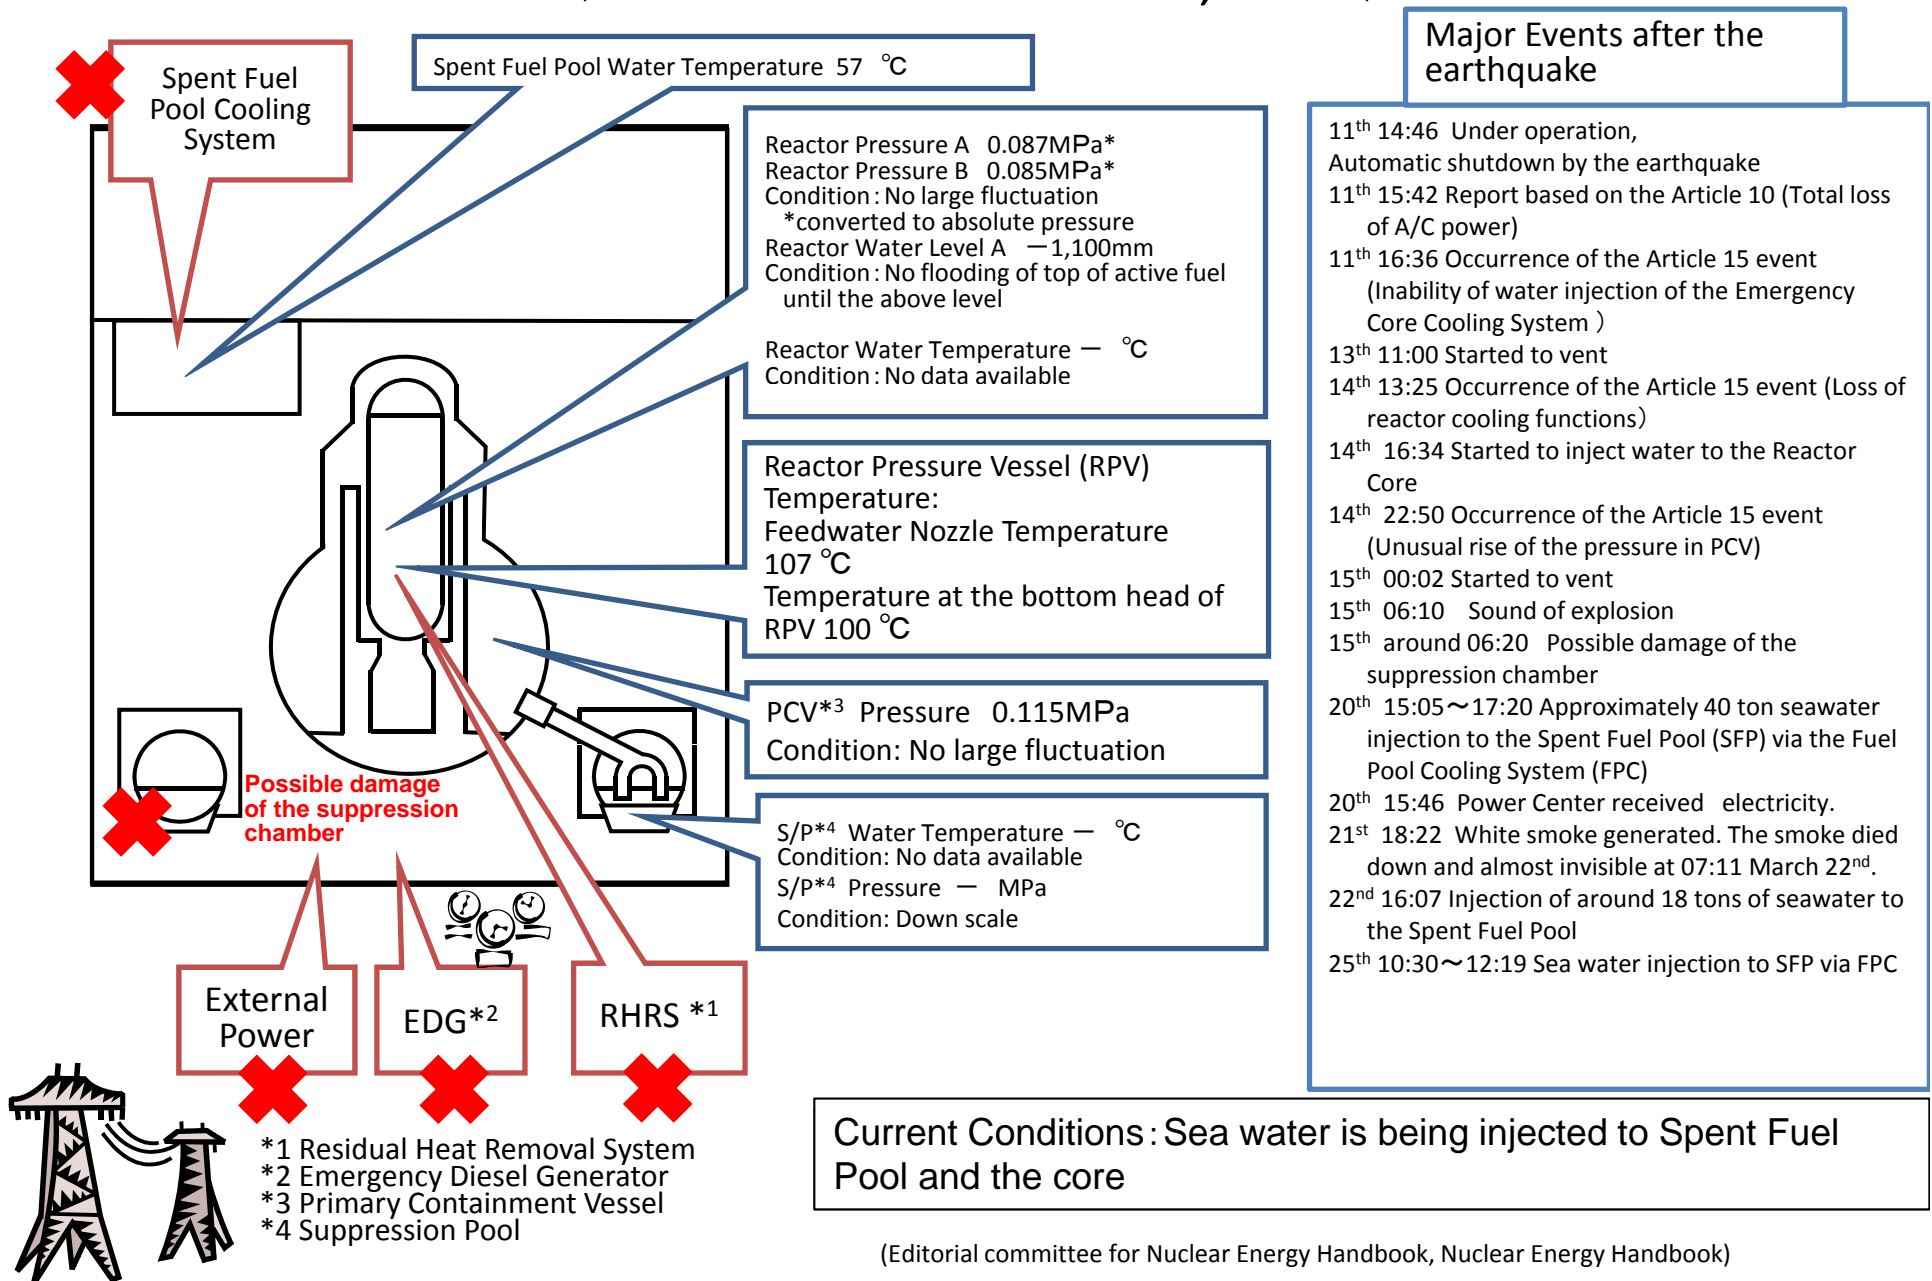 Spent Fuel
Pool Cooling
System
Spent Fuel Pool Water Temperature 57 ℃
Reactor Pressure A 0.087MPa*
Reactor Pressure B 0.085MPa*
Condition：No large fluctuation
*converted to absolute pressure
Reactor Water Level A －1,100mm
Condition：No flooding of top of active fuel
until the above level
Reactor Water Temperature － ℃
Condition：No data available
Reactor Pressure Vessel (RPV)
Temperature:
Feedwater Nozzle Temperature
107 ℃
Temperature at the bottom head of
RPV 100 ℃
PCV*3 Pressure 0.115MPa
Condition: No large fluctuation
S/P*4 Water Temperature － ℃
Condition: No data available
S/P*4 Pressure － MPa
Condition: Down scale
Possible damage
of the suppression
chamber
External
Power
EDG*2
RHRS *1
*1 Residual Heat Removal System
*2 Emergency Diesel Generator
*3 Primary Containment Vessel
*4 Suppression Pool
Major Events after the
earthquake
11th 14:46 Under operation,
Automatic shutdown by the earthquake
11th 15:42 Report based on the Article 10 (Total loss
of A/C power)
11th 16:36 Occurrence of the Article 15 event
(Inability of water injection of the Emergency
Core Cooling System ）
13th 11:00 Started to vent
14th 13:25 Occurrence of the Article 15 event (Loss of
reactor cooling functions）
14th 16:34 Started to inject water to the Reactor
Core
14th 22:50 Occurrence of the Article 15 event
(Unusual rise of the pressure in PCV)
15th 00:02 Started to vent
15th 06:10 Sound of explosion
15th around 06:20 Possible damage of the
suppression chamber
20th 15:05～17:20 Approximately 40 ton seawater
injection to the Spent Fuel Pool (SFP) via the Fuel
Pool Cooling System (FPC)
20th 15:46 Power Center received electricity.
21st 18:22 White smoke generated. The smoke died
down and almost invisible at 07:11 March 22nd.
22nd 16:07 Injection of around 18 tons of seawater to
the Spent Fuel Pool
25th 10:30～12:19 Sea water injection to SFP via FPC
Current Conditions：Sea water is being injected to Spent Fuel
Pool and the core
(Editorial committee for Nuclear Energy Handbook, Nuclear Energy Handbook)